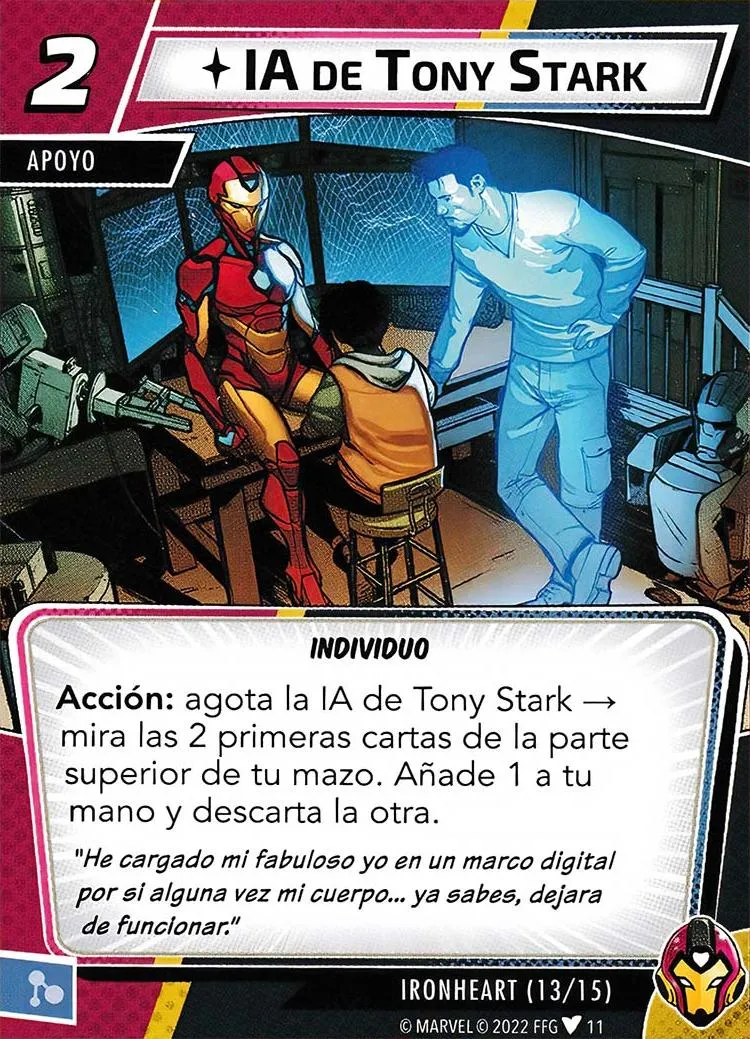 2
IA DE TONY STARK
APOYO
INDIVIDUO
Acción: agota la IA de Tony Stark →
mira las 2 primeras cartas de la parte
superior de tu mazo. Añade 1 a tu
mano y descarta la otra.
"He cargado mi fabuloso yo en un marco digital
por si alguna vez mi cuerpo... ya sabes, dejara
de funcionar."
IRONHEART (13/15)
© MARVEL © 2022 FFG 11